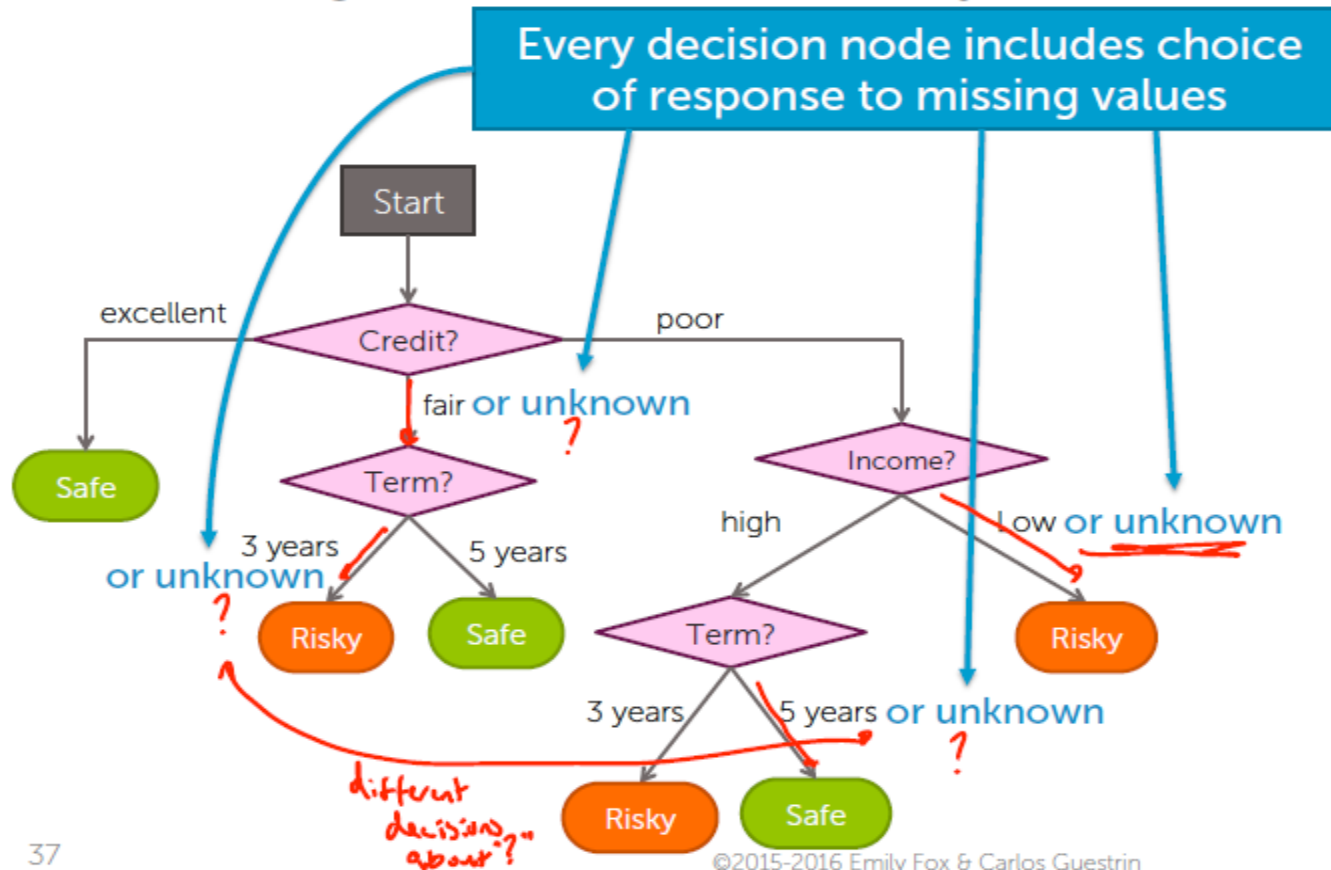 Every decision node includes choice
of response to missing values
Start
excellent
Credit?
poor
fair or unknown
?
Safe
Term?
Income?
3 years
or unknown
?
5 years
high
Low or unknown
Risky
Safe
Term?
Risky
3 years
5 years or unknown
?
different
decisions
about "?"
Risky
Safe
37
©2015-2016 Emily Fox & Carlos Guestrin